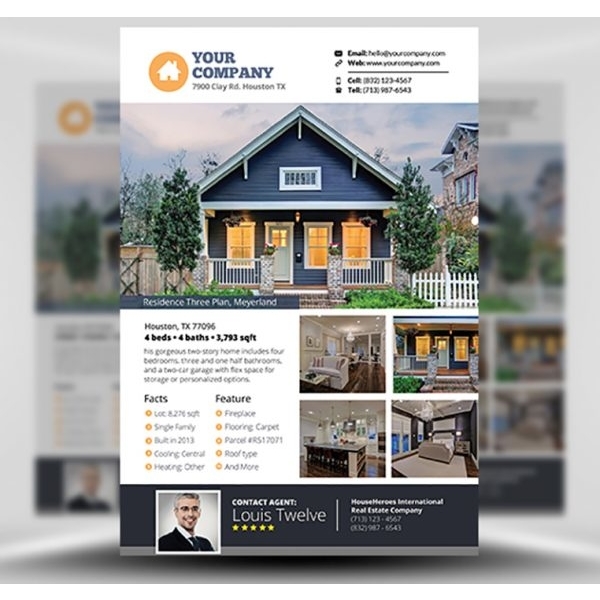 YOUR
COMPANY
7900 Clay Rd. Houston TX
Email: hello@yourcompany.com
Web: www.yourcompany.com
Cell: (832) 123-4567
Tell: (713) 987-6543
Residence Three Plan, Meyerland
Houston, TX 77096
4 beds • 4 baths • 3,793 sqft
his gorgeous two-story home includes four
bedrooms, three and one half bathrooms,
and a two-car garage with flex space for
storage or personalized options.
Facts
Lot: 8,276 sqft
Single Family
Built in 2013
Cooling: Central
Heating: Other
Feature
Fireplace
Flooring: Carpet
Parcel #R517071
Roof type
And More
CONTACT AGENT:
Louis Twelve
HouseHeroes International
Real Estate Company
(713) 123 - 4567
(832) 987 - 6543